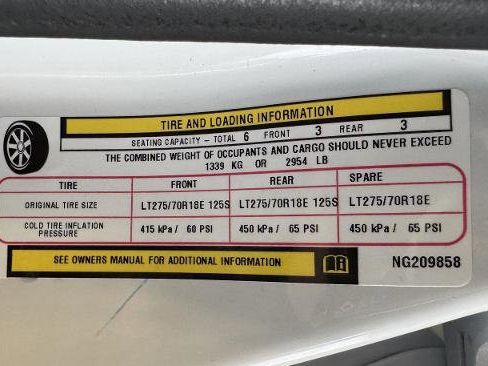 TIRE AND LOADING INFORMATION
SEATING CAPACITY - TOTAL 6 FRONT 3 REAR 3
THE COMBINED WEIGHT OF OCCUPANTS AND CARGO SHOULD NEVER EXCEED
1339 KG OR 2954 LB
TIRE FRONT REAR SPARE
ORIGINAL TIRE SIZE LT275/70R18E 125S LT275/70R18E 125S LT275/70R18E
COLD TIRE INFLATION PRESSURE 415 kPa / 60 PSI 450 kPa / 65 PSI 450 kPa / 65 PSI
SEE OWNERS MANUAL FOR ADDITIONAL INFORMATION NG209858